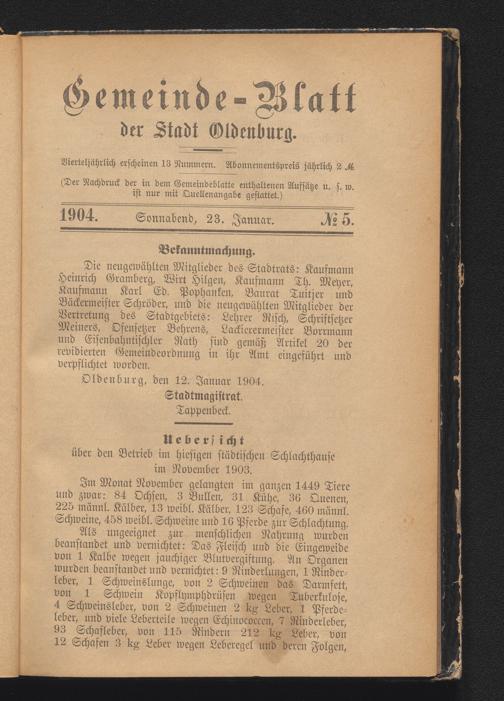 Gemeinde-Blatt
der Stadt Oldenburg.
Vierteljährlich erscheinen 13 Nummern. Abonnementspreis jährlich 2 ℳ
(Der Nachdruck der in dem Gemeindeblatte enthaltenen Aufsätze u. s. w.
ist nur mit Quellenangabe gestattet.)
1904. Sonnabend, 23. Januar. № 5.
Bekanntmachung.
Die neugewählten Mitglieder des Stadtrats: Kaufmann
Heinrich Gramberg, Wirt Hilgen, Kaufmann Th. Meyer,
Kaufmann Karl Ed. Pophanken, Baurat Tuitjer und
Bäckermeister Schröder, und die neugewählten Mitglieder der
Vertretung des Stadtgebiets: Lehrer Risch, Schriftsetzer
Meiners, Ofensetzer Behrens, Lackierermeister Borrmann
und Eisenbahntischler Rath sind gemäß Artikel 20 der
revidierten Gemeindeordnung in ihr Amt eingeführt und
verpflichtet worden.
Oldenburg, den 12. Januar 1904.
Stadtmagistrat.
Tappenbeck.
Uebersicht
über den Betrieb im hiesigen städtischen Schlachthause
im November 1903.
Im Monat November gelangten im ganzen 1449 Tiere
und zwar: 84 Ochsen, 3 Bullen, 31 Kühe, 36 Quenen,
225 männl. Kälber, 13 weibl. Kälber, 123 Schafe, 460 männl.
Schweine, 458 weibl. Schweine und 16 Pferde zur Schlachtung.
Als ungeeignet zur menschlichen Nahrung wurden
beanstandet und vernichtet: Das Fleisch und die Eingeweide
von 1 Kalbe wegen jauchiger Blutvergiftung. An Organen
wurden beanstandet und vernichtet: 9 Rinderlungen, 1 Rinder-
leber, 1 Schweinslunge, von 2 Schweinen das Darmfett,
von 1 Schwein Kopflymphdrüsen wegen Tuberkulose,
4 Schweinsleber, von 2 Schweinen 2 kg Leber, 1 Pferde-
leber, und viele Leberteile wegen Echinococcen, 7 Rinderleber,
93 Schafleber, von 115 Rindern 212 kg Leber, von
12 Schafen 3 kg Leber wegen Leberegel und deren Folgen,